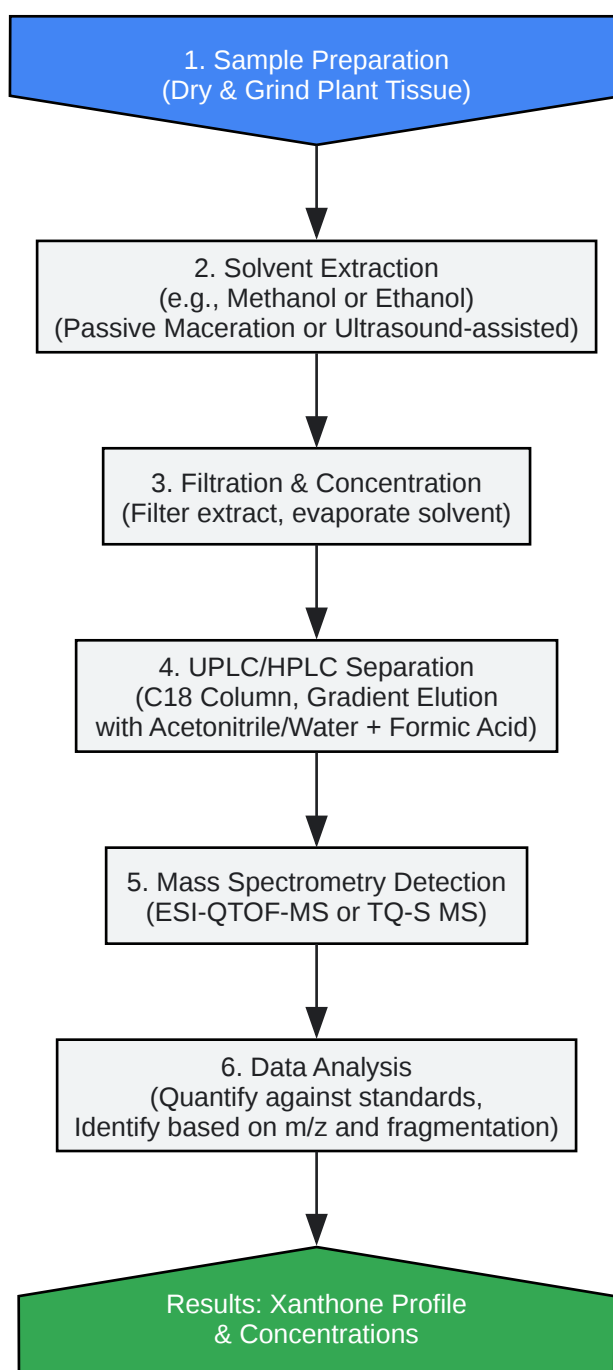 1. Sample Preparation
(Dry & Grind Plant Tissue)
2. Solvent Extraction
(e.g., Methanol or Ethanol)
(Passive Maceration or Ultrasound-assisted)
3. Filtration & Concentration
(Filter extract, evaporate solvent)
4. UPLC/HPLC Separation
(C18 Column, Gradient Elution
with Acetonitrile/Water + Formic Acid)
5. Mass Spectrometry Detection
(ESI-QTOF-MS or TQ-S MS)
6. Data Analysis
(Quantify against standards,
Identify based on m/z and fragmentation)
Results: Xanthone Profile
& Concentrations